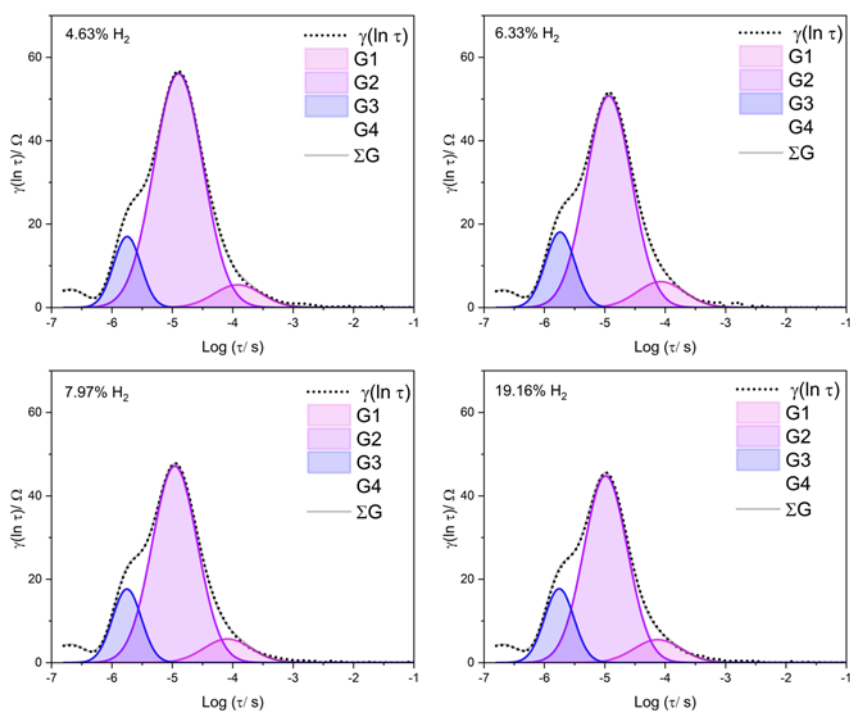 4.63% H₂
γ(ln τ)
G1
G2
G3
G4
ΣG
60
40
20
0
γ(ln τ)/ Ω
-7 -6 -5 -4 -3 -2 -1
Log (τ/ s)
6.33% H₂
γ(ln τ)
G1
G2
G3
G4
ΣG
60
40
20
0
γ(ln τ)/ Ω
-7 -6 -5 -4 -3 -2 -1
Log (τ/ s)
7.97% H₂
γ(ln τ)
G1
G2
G3
G4
ΣG
60
40
20
0
γ(ln τ)/ Ω
-7 -6 -5 -4 -3 -2 -1
Log (τ/ s)
19.16% H₂
γ(ln τ)
G1
G2
G3
G4
ΣG
60
40
20
0
γ(ln τ)/ Ω
-7 -6 -5 -4 -3 -2 -1
Log (τ/ s)